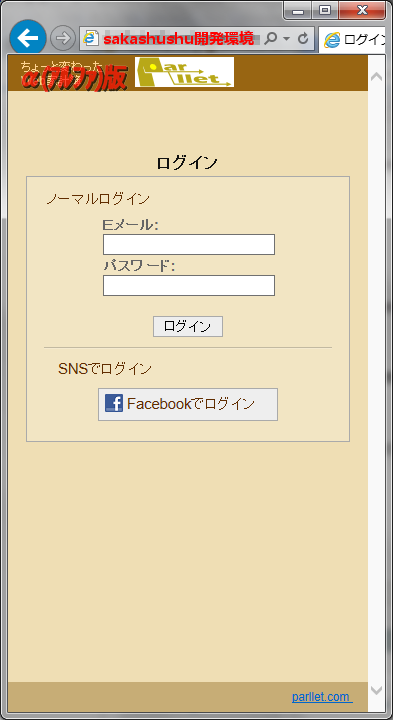 sakashushu開発環境
ログイン
ちょっと変わった
α(アルファ)版
Parllet
ログイン
ノーマルログイン
Eメール:
パスワード:
ログイン
SNSでログイン
Facebookでログイン
parllet.com